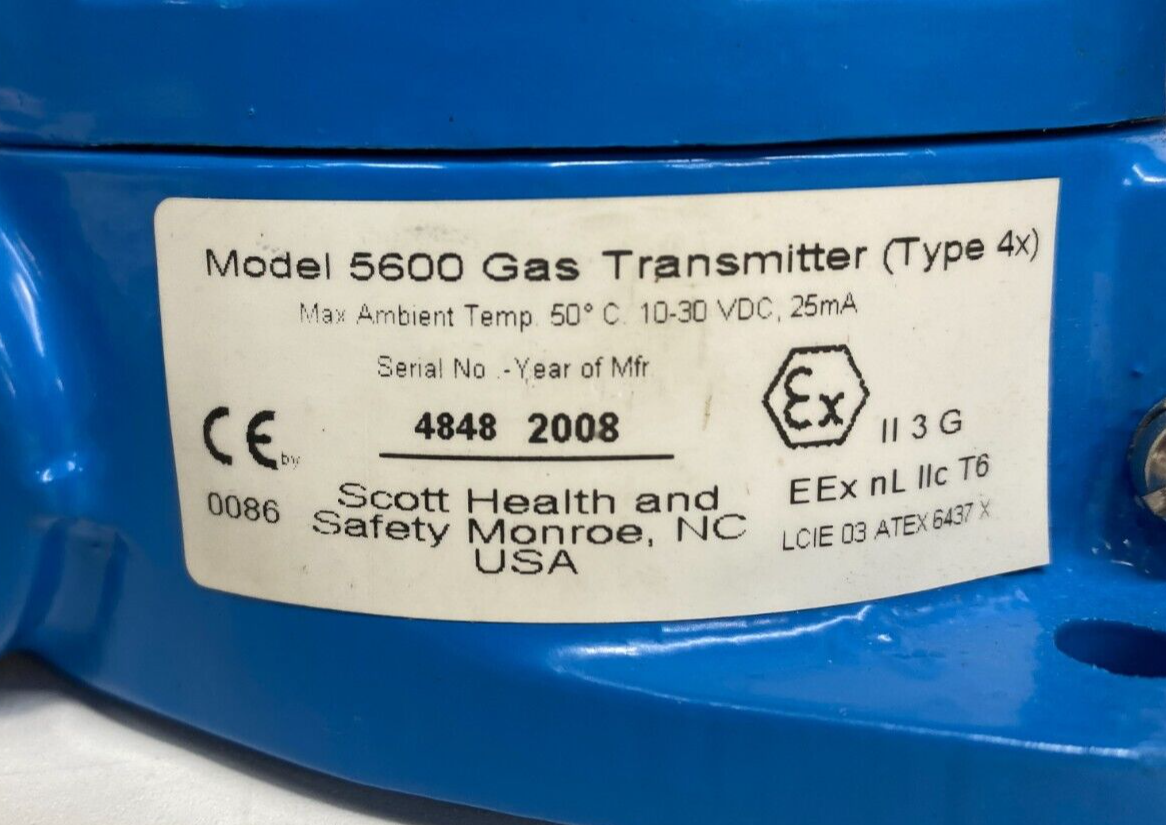 Model 5600 Gas Transmitter (Type 4x)
Max Ambient Temp. 50° C. 10-30 VDC, 25mA
Serial No .-Year of Mfr.
4848 2008
CE by
0086
Scott Health and
Safety Monroe, NC
USA
Ex II 3 G
EEx nL IIc T6
LCIE 03 ATEX 6437 X